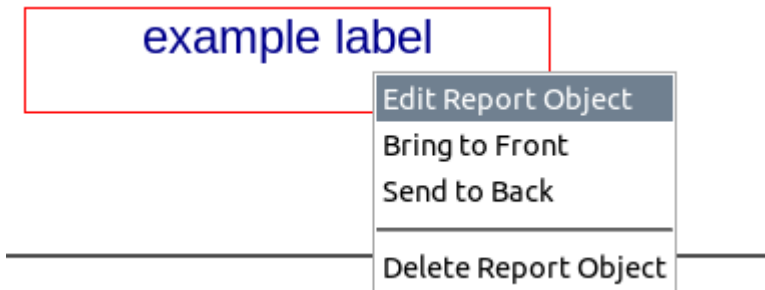 example label
Edit Report Object
Bring to Front
Send to Back
Delete Report Object